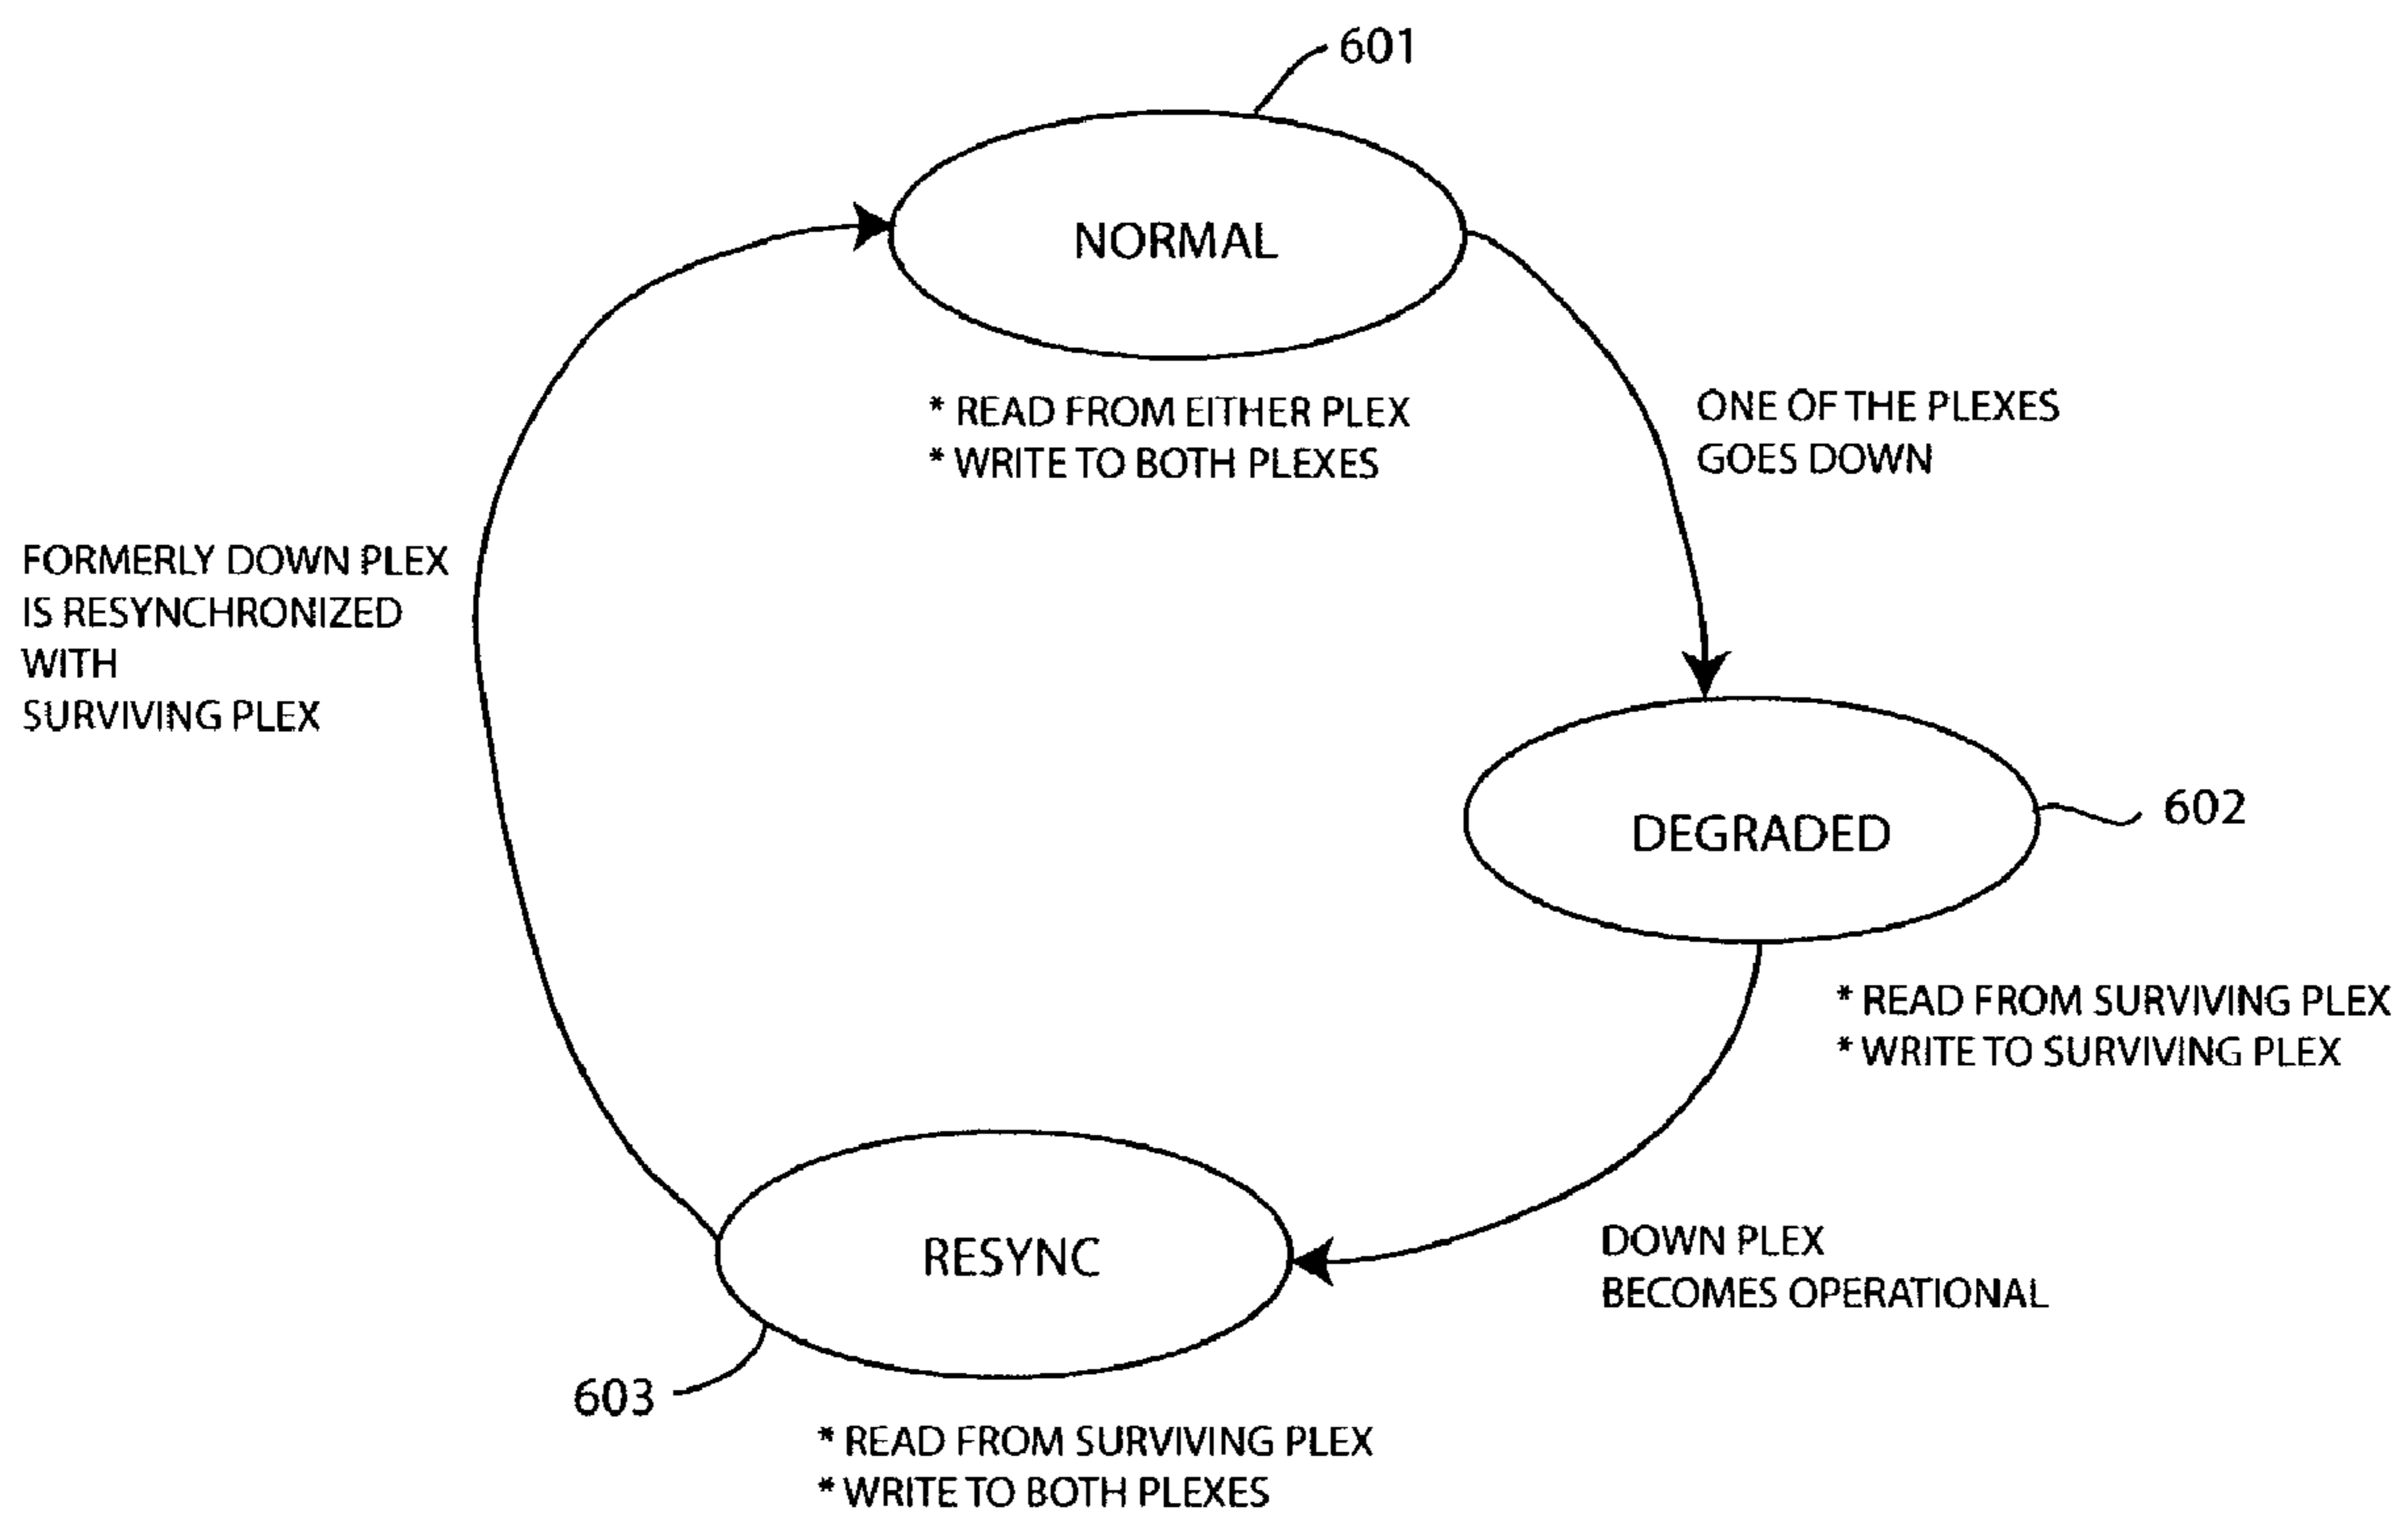 601
NORMAL
* READ FROM EITHER PLEX
* WRITE TO BOTH PLEXES
ONE OF THE PLEXES
GOES DOWN
FORMERLY DOWN PLEX
IS RESYNCHRONIZED
WITH
SURVIVING PLEX
DEGRADED
602
* READ FROM SURVIVING PLEX
* WRITE TO SURVIVING PLEX
DOWN PLEX
BECOMES OPERATIONAL
RESYNC
603
* READ FROM SURVIVING PLEX
* WRITE TO BOTH PLEXES